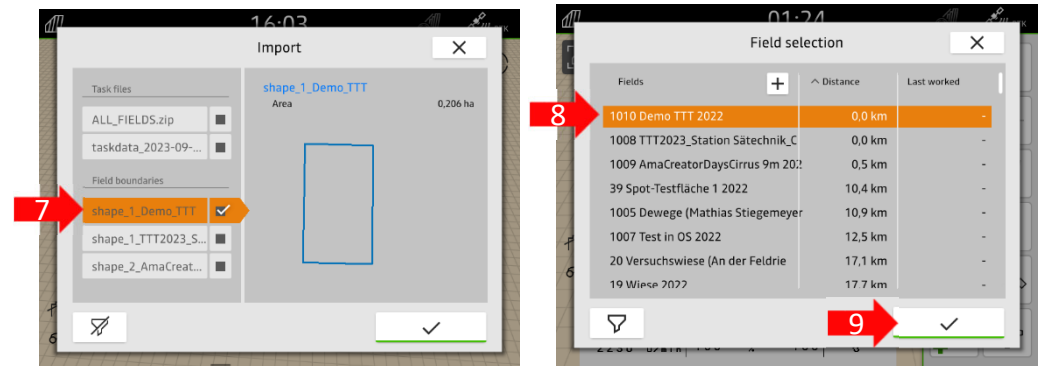 16:03
Import
Task files
ALL_FIELDS.zip
taskdata_2023-09-...
Field boundaries
7
shape_1_Demo_TTT
shape_1_TTT2023_S...
shape_2_AmaCreat...
shape_1_Demo_TTT
Area 0,206 ha
01:24
Field selection
Fields + Distance Last worked
8
1010 Demo TTT 2022 0,0 km -
1008 TTT2023_Station Sätechnik_C 0,0 km -
1009 AmaCreatorDaysCirrus 9m 202 0,5 km -
39 Spot-Testfläche 1 2022 10,4 km -
1005 Dewege (Mathias Stiegemeyer 10,9 km -
1007 Test in OS 2022 12,5 km -
20 Versuchswiese (An der Feldrie 17,1 km -
19 Wiese 2022 17,7 km -
9